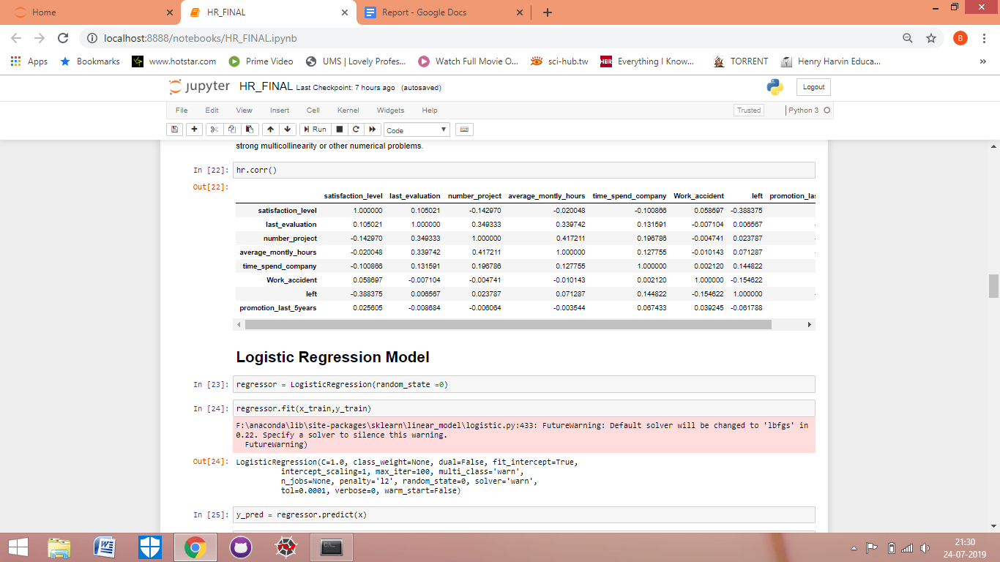 Home
HR_FINAL
Report - Google Docs
localhost:8888/notebooks/HR_FINAL.ipynb
B
Apps Bookmarks www.hotstar.com Prime Video UMS | Lovely Profes... Watch Full Movie O... sci-hub.tw HBR Everything I Know... TORRENT Henry Harvin Educa... »
jupyter HR_FINAL Last Checkpoint: 7 hours ago (autosaved) Logout
File Edit View Insert Cell Kernel Widgets Help Trusted Python 3
Run Code
strong multicollinearity or other numerical problems.
In [22]: hr.corr()
Out[22]:
satisfaction_level last_evaluation number_project average_montly_hours time_spend_company Work_accident left promotion_las
satisfaction_level 1.000000 0.105021 -0.142970 -0.020048 -0.100866 0.058697 -0.388375
last_evaluation 0.105021 1.000000 0.349333 0.339742 0.131591 -0.007104 0.006567 -
number_project -0.142970 0.349333 1.000000 0.417211 0.196786 -0.004741 0.023787 -
average_montly_hours -0.020048 0.339742 0.417211 1.000000 0.127755 -0.010143 0.071287 -
time_spend_company -0.100866 0.131591 0.196786 0.127755 1.000000 0.002120 0.144822
Work_accident 0.058697 -0.007104 -0.004741 -0.010143 0.002120 1.000000 -0.154622
left -0.388375 0.006567 0.023787 0.071287 0.144822 -0.154622 1.000000 -
promotion_last_5years 0.025605 -0.008684 -0.006064 -0.003544 0.067433 0.039245 -0.061788
Logistic Regression Model
In [23]: regressor = LogisticRegression(random_state =0)
In [24]: regressor.fit(x_train,y_train)
F:\anaconda\lib\site-packages\sklearn\linear_model\logistic.py:433: FutureWarning: Default solver will be changed to 'lbfgs' in
0.22. Specify a solver to silence this warning.
FutureWarning)
Out[24]: LogisticRegression(C=1.0, class_weight=None, dual=False, fit_intercept=True,
intercept_scaling=1, max_iter=100, multi_class='warn',
n_jobs=None, penalty='l2', random_state=0, solver='warn',
tol=0.0001, verbose=0, warm_start=False)
In [25]: y_pred = regressor.predict(x)
21:30
24-07-2019